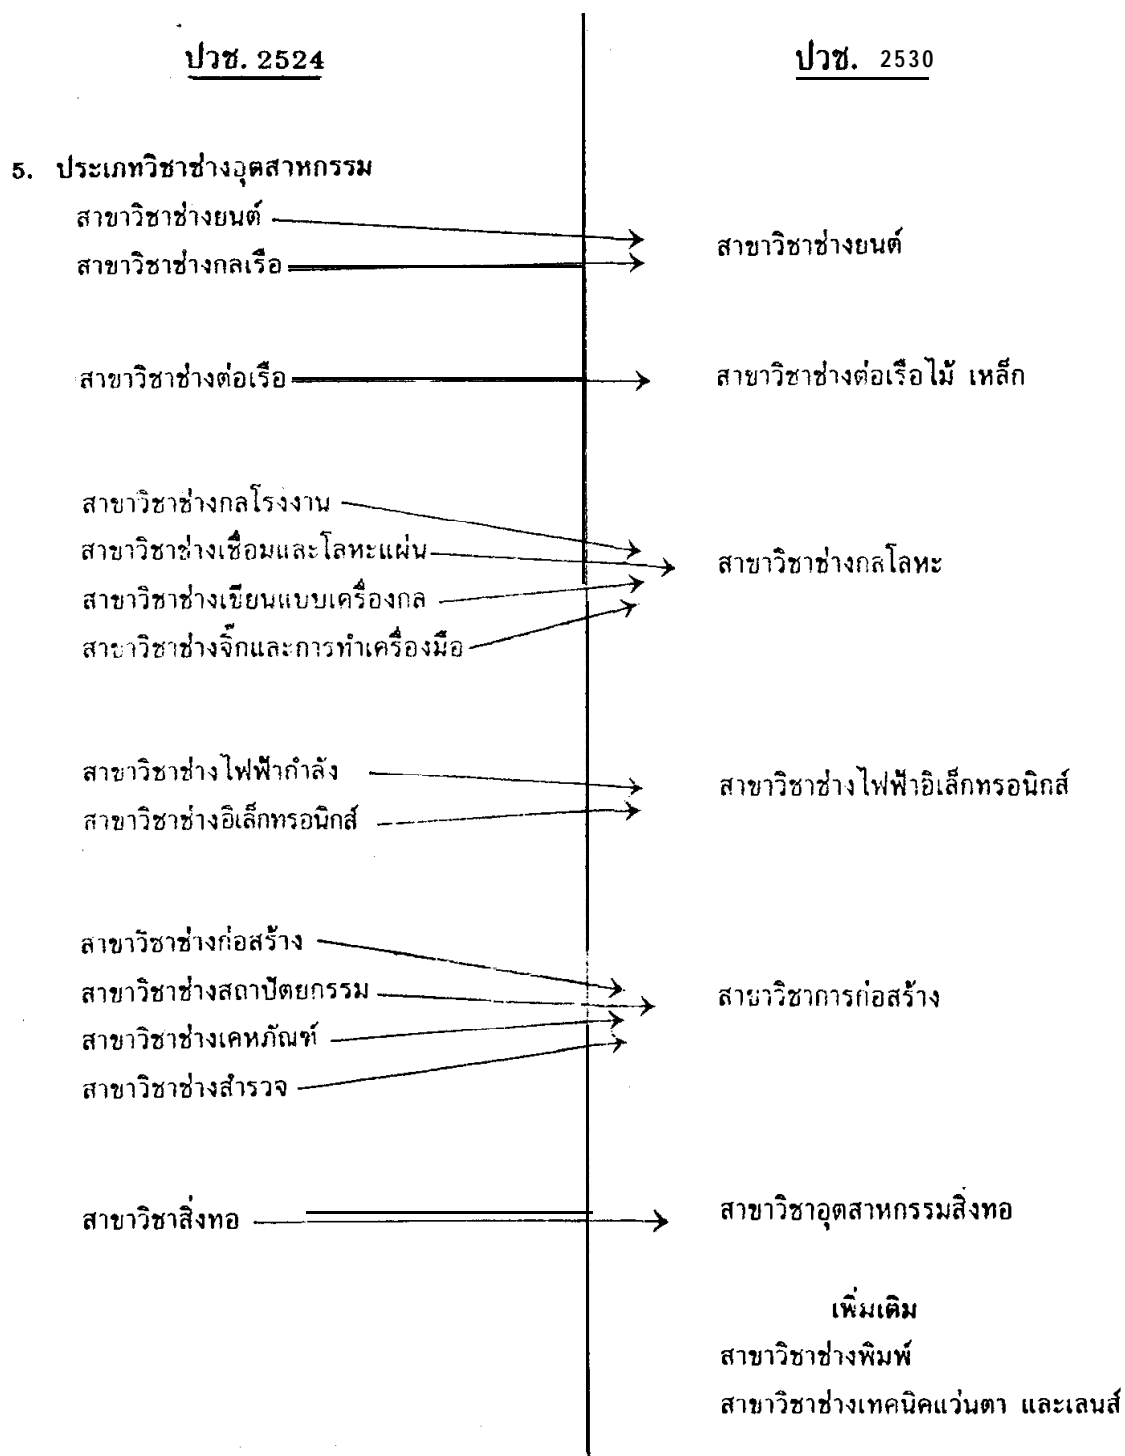 ปวช. 2524
ปวช. 2530
5. ประเภทวิชาช่างอุตสาหกรรม
สาขาวิชาช่างยนต์
สาขาวิชาช่างกลเรือ
สาขาวิชาช่างยนต์
สาขาวิชาช่างต่อเรือ
สาขาวิชาช่างต่อเรือไม้ เหล็ก
สาขาวิชาช่างกลโรงงาน
สาขาวิชาช่างเชื่อมและโลหะแผ่น
สาขาวิชาช่างเขียนแบบเครื่องกล
สาขาวิชาช่างจิ๊กและการทำเครื่องมือ
สาขาวิชาช่างกลโลหะ
สาขาวิชาช่างไฟฟ้ากำลัง
สาขาวิชาช่างอิเล็กทรอนิกส์
สาขาวิชาช่างไฟฟ้าอิเล็กทรอนิกส์
สาขาวิชาช่างก่อสร้าง
สาขาวิชาช่างสถาปัตยกรรม
สาขาวิชาช่างเคหภัณฑ์
สาขาวิชาช่างสำรวจ
สาขาวิชาการก่อสร้าง
สาขาวิชาสิ่งทอ
สาขาวิชาอุตสาหกรรมสิ่งทอ
เพิ่มเติม
สาขาวิชาช่างพิมพ์
สาขาวิชาช่างเทคนิคแว่นตา และเลนส์